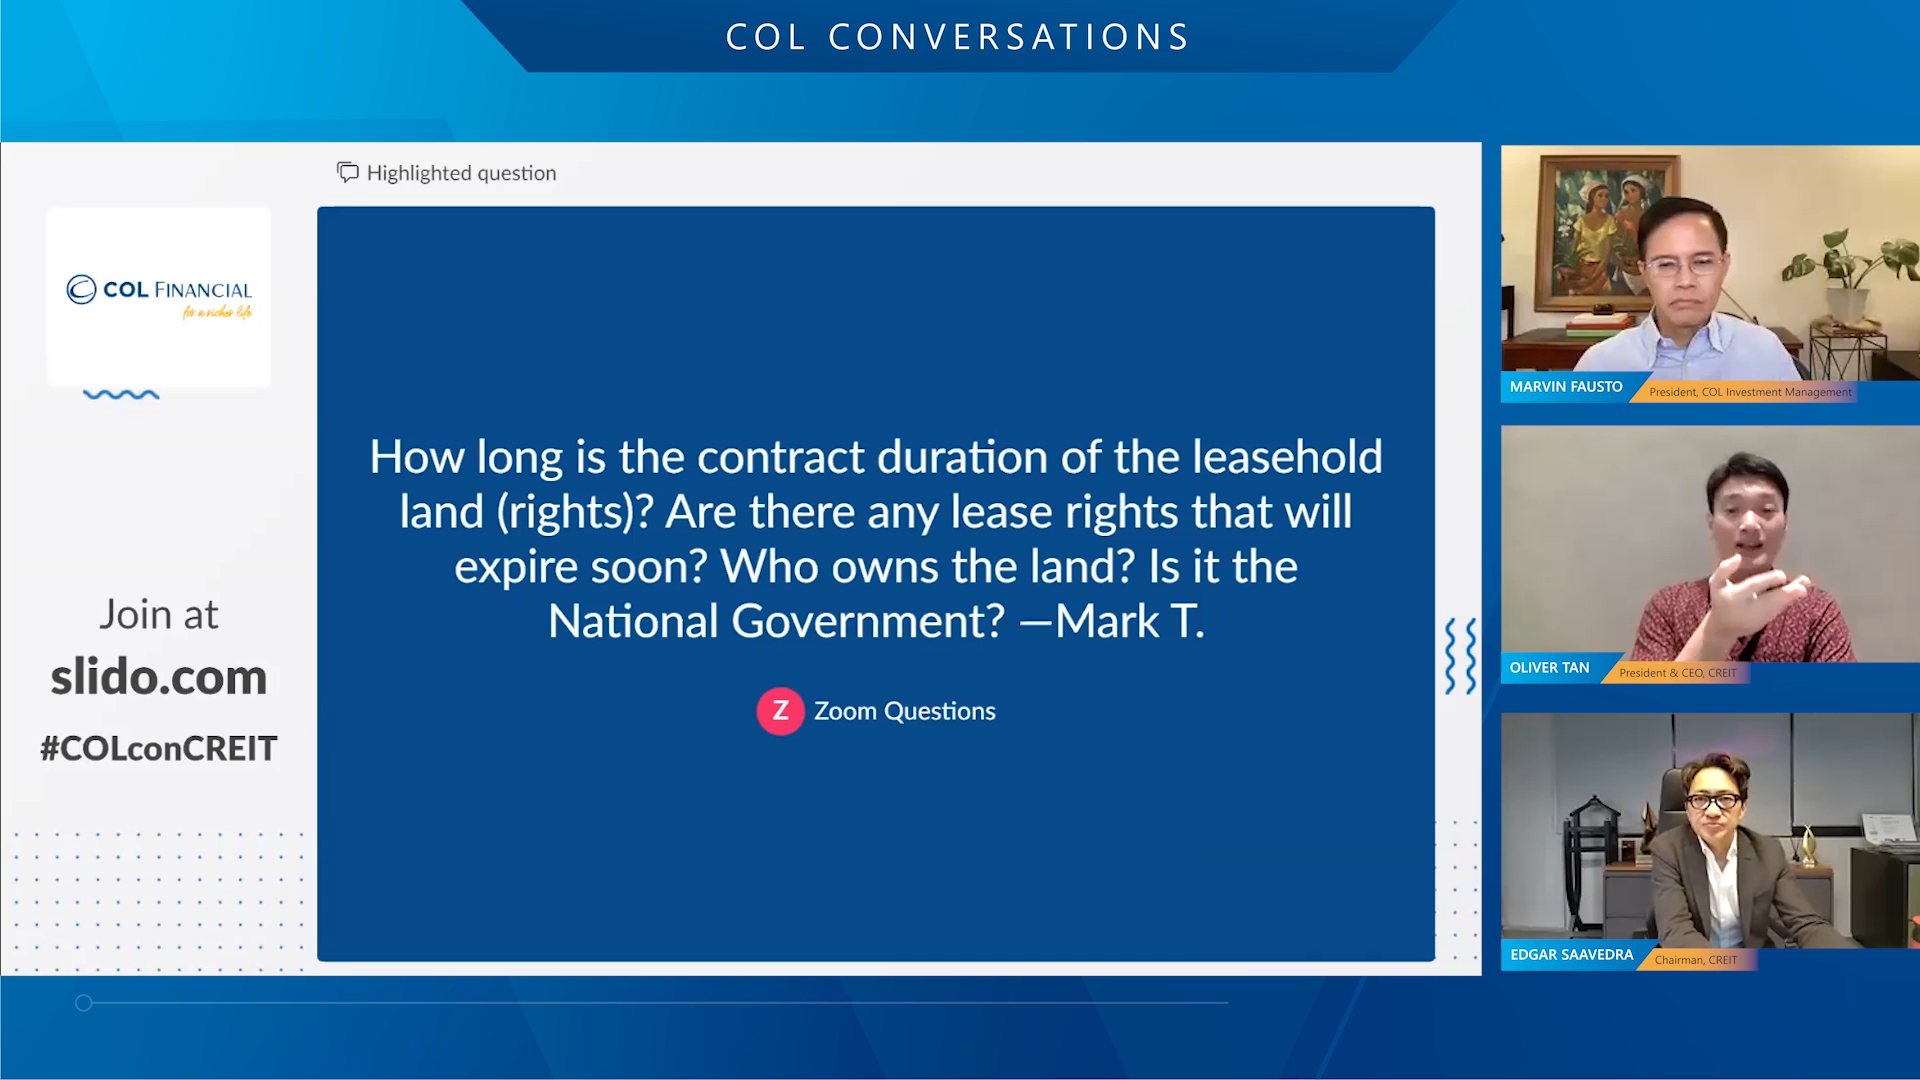 COL CONVERSATIONS
Highlighted question
COL FINANCIAL
for a richer life
How long is the contract duration of the leasehold
land (rights)? Are there any lease rights that will
expire soon? Who owns the land? Is it the
National Government? —Mark T.
Z Zoom Questions
Join at
slido.com
#COLconCREIT
MARVIN FAUSTO President, COL Investment Management
OLIVER TAN President & CEO, CREIT
EDGAR SAAVEDRA Chairman, CREIT